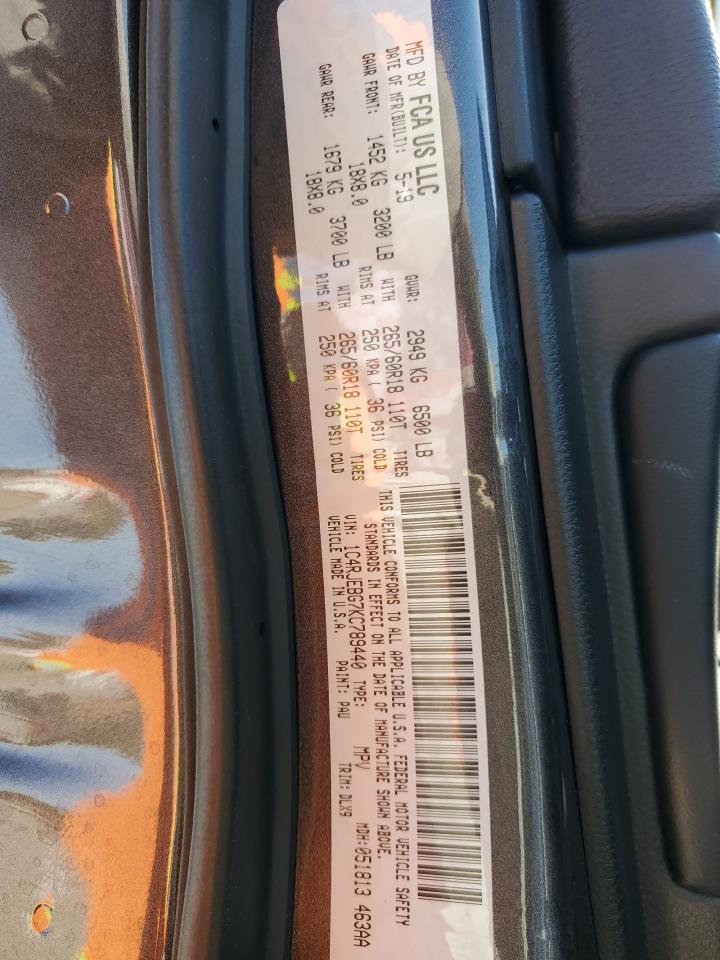 MFD BY FCA US LLC
DATE OF MFR(BUILT): 5-19 GVWR: 2949 KG 6500 LB
GAWR FRONT: 1452 KG 3200 LB WITH 265/60R18 110T TIRES
18X8.0 RIMS AT 250 KPA ( 36 PSI) COLD
GAWR REAR: 1679 KG 3700 LB WITH 265/60R18 110T TIRES
18X8.0 RIMS AT 250 KPA ( 36 PSI) COLD
THIS VEHICLE CONFORMS TO ALL APPLICABLE U.S.A. FEDERAL MOTOR VEHICLE SAFETY
STANDARDS IN EFFECT ON THE DATE OF MANUFACTURE SHOWN ABOVE.
VIN: 1C4RJEBG7KC789440 TYPE: MPV MDH:051813 463AA
VEHICLE MADE IN U.S.A. PAINT: PAU TRIM: DLX9